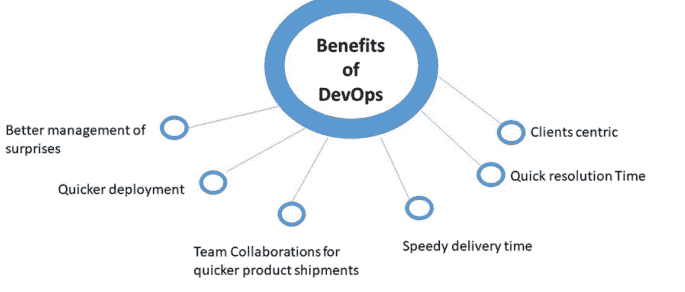 Benefits
of
DevOps
Better management of
surprises
Quicker deployment
Team Collaborations for
quicker product shipments
Speedy delivery time
Quick resolution Time
Clients centric